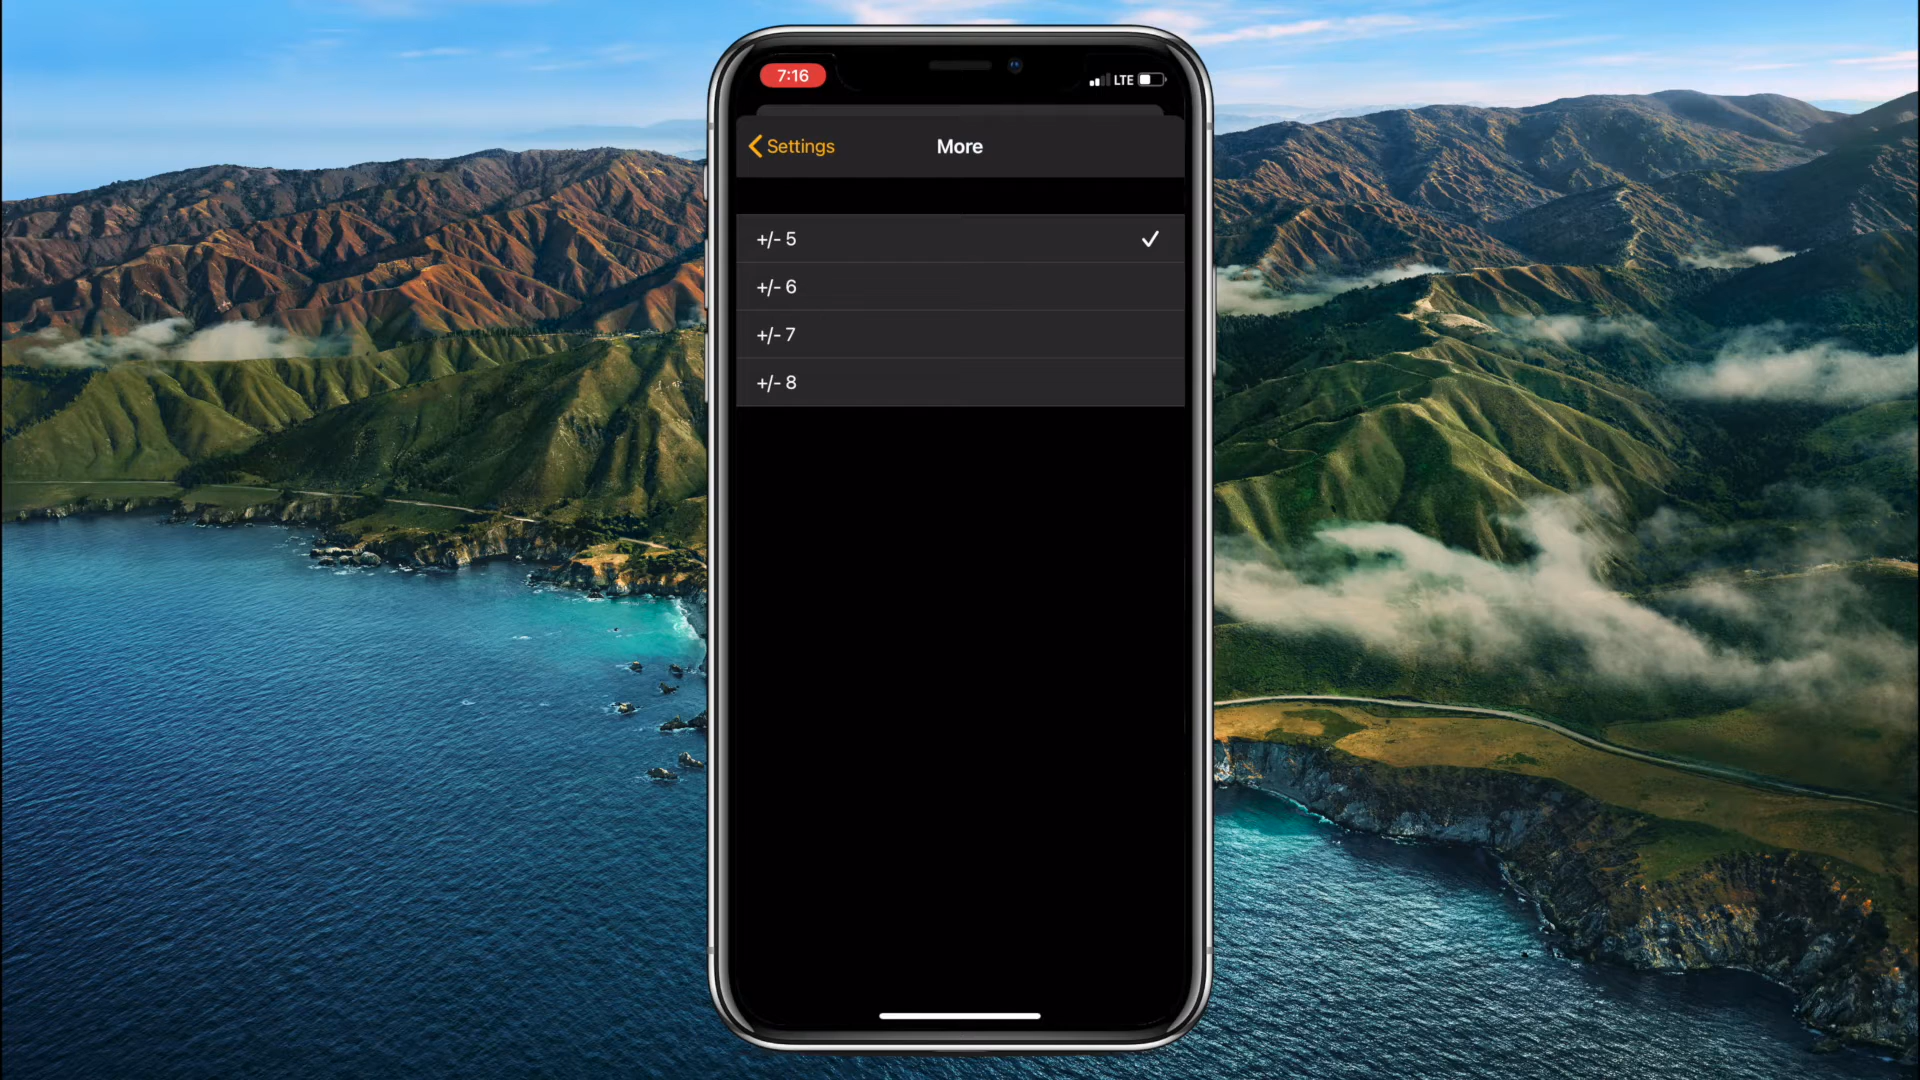 7:16
LTE
Settings
More
+/- 5
+/- 6
+/- 7
+/- 8